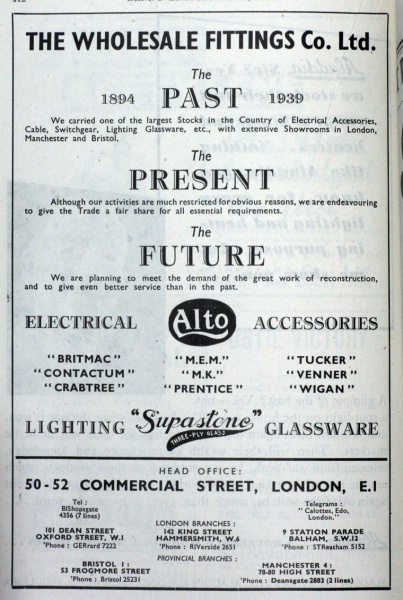 THE WHOLESALE FITTINGS Co. Ltd.
The
1894 PAST 1939
We carried one of the largest Stocks in the Country of Electrical Accessories,
Cable, Switchgear, Lighting Glassware, etc., with extensive Showrooms in London,
Manchester and Bristol.
The
PRESENT
Although our activities are much restricted for obvious reasons, we are endeavouring
to give the Trade a fair share for all essential requirements.
The
FUTURE
We are planning to meet the demand of the great work of reconstruction,
and to give even better service than in the past.
ELECTRICAL Alto ACCESSORIES
"BRITMAC" "M.E.M." "TUCKER"
"CONTACTUM" "M.K." "VENNER"
"CRABTREE" "PRENTICE" "WIGAN"
LIGHTING "Supastone" GLASSWARE
THREE-PLY GLASS
HEAD OFFICE:
50-52 COMMERCIAL STREET, LONDON, E.1
Tel:
BIShopsgate
4356 (7 lines)
Telegrams:
"Calottes, Edo,
London."
LONDON BRANCHES:
101 DEAN STREET
OXFORD STREET, W.1
'Phone: GERrard 7222
142 KING STREET
HAMMERSMITH, W.6
'Phone: RIVerside 2651
9 STATION PARADE
BALHAM, S.W.12
'Phone: STReatham 5152
PROVINCIAL BRANCHES:
BRISTOL 1:
53 FROGMORE STREET
'Phone: Bristol 25231
MANCHESTER 4:
78-80 HIGH STREET
'Phone: Deansgate 2883 (2 lines)